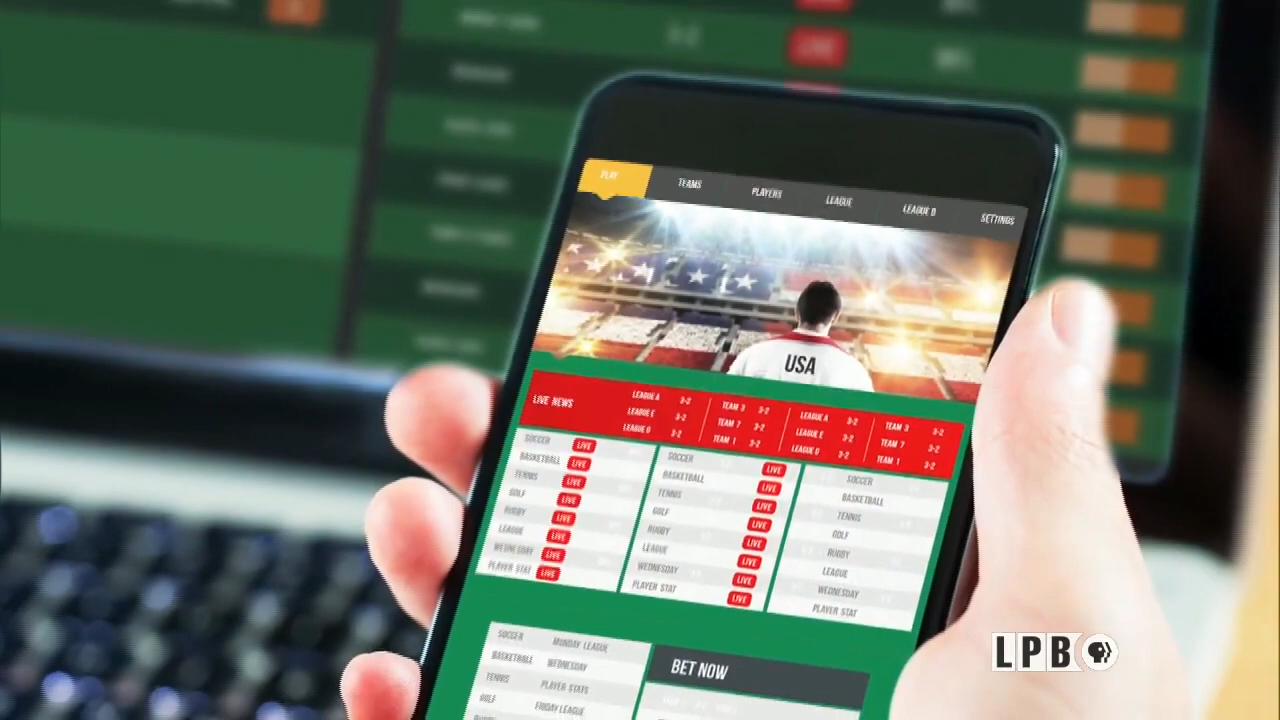 PLAY TEAMS PLAYERS LEAGUE LEAGUE D SETTINGS
USA
LIVE NEWS
LEAGUE A 3-2 TEAM 3 3-2 LEAGUE A 3-2 TEAM 3 3-2
LEAGUE E 3-2 TEAM 7 3-2 LEAGUE E 3-2 TEAM 7 3-2
LEAGUE D 3-2 TEAM 1 3-2 LEAGUE D 3-2 TEAM 1 3-2
SOCCER LIVE SOCCER LIVE SOCCER
BASKETBALL LIVE BASKETBALL LIVE BASKETBALL
TENNIS LIVE TENNIS LIVE TENNIS
GOLF LIVE GOLF LIVE GOLF
RUGBY LIVE RUGBY LIVE RUGBY
LEAGUE LIVE LEAGUE LIVE LEAGUE
WEDNESDAY LIVE WEDNESDAY LIVE WEDNESDAY
PLAYER STAT LIVE PLAYER STAT LIVE PLAYER STAT
SOCCER MUNDAY LEAGUE
BASKETBALL WEDNESDAY
TENNIS PLAYER STATS
GOLF FRIDAY LEAGUE
BET NOW
LPB